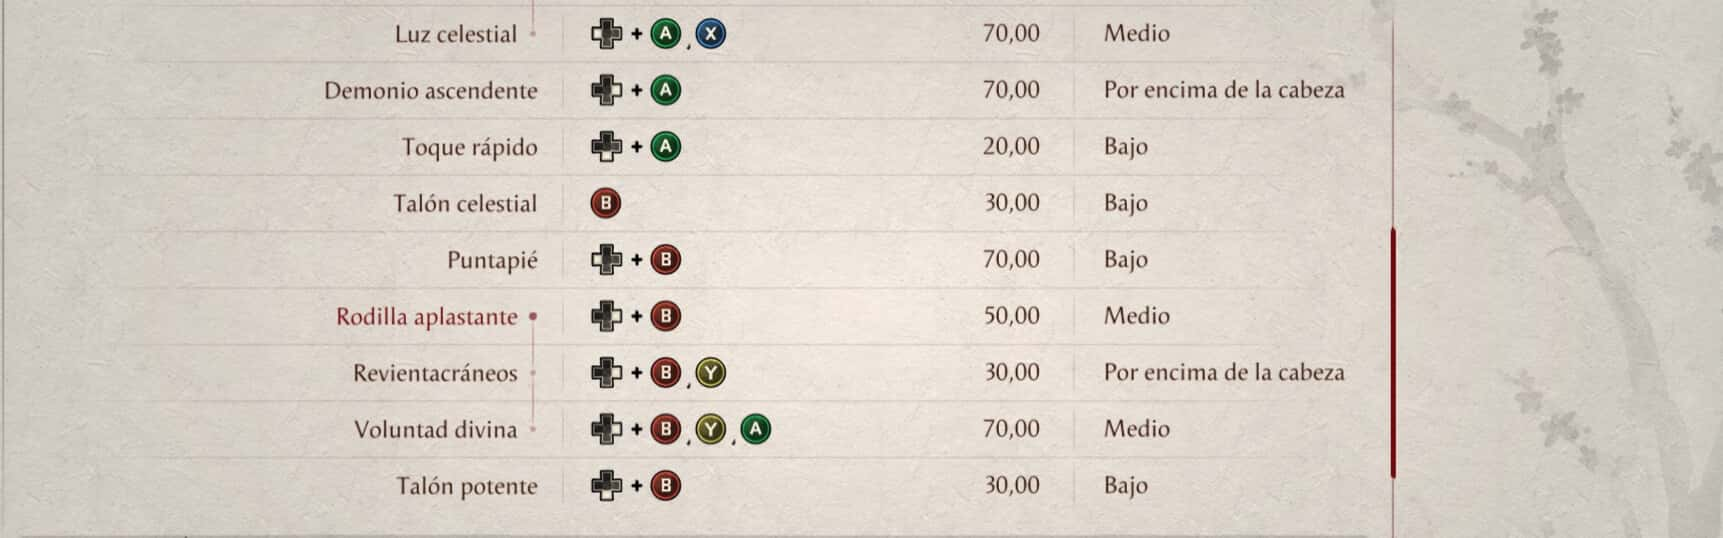 Luz celestial + A , X 70,00 Medio
Demonio ascendente + A 70,00 Por encima de la cabeza
Toque rápido + A 20,00 Bajo
Talón celestial B 30,00 Bajo
Puntapié + B 70,00 Bajo
Rodilla aplastante + B 50,00 Medio
Revientacráneos + B , Y 30,00 Por encima de la cabeza
Voluntad divina + B , Y , A 70,00 Medio
Talón potente + B 30,00 Bajo